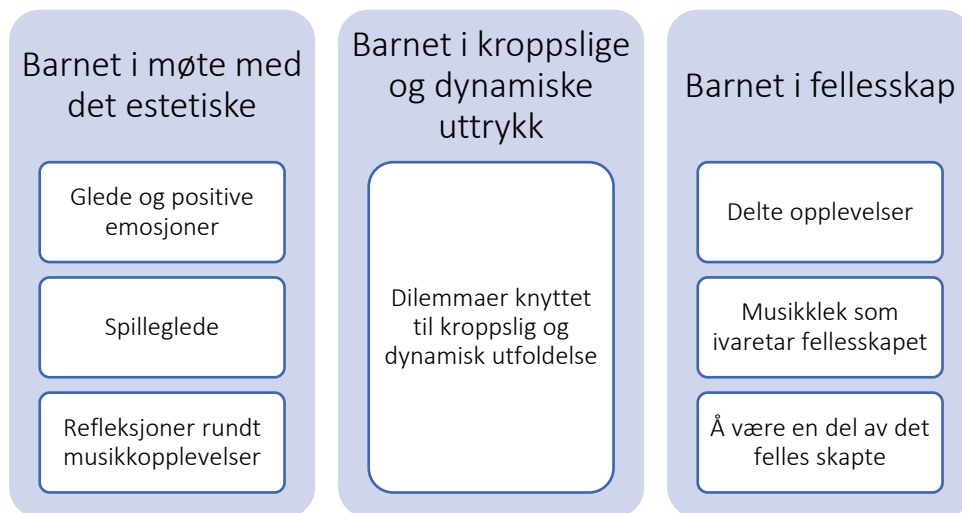 Barnet i møte med
det estetiske
Glede og positive
emosjoner
Spilleglede
Refleksjoner rundt
musikkopplevelser
Barnet i kroppslige
og dynamiske
uttrykk
Dilemmaer knyttet
til kroppslig og
dynamisk utfoldelse
Barnet i fellesskap
Delte opplevelser
Musikklek som
ivaretar fellesskapet
Å være en del av det
felles skapte